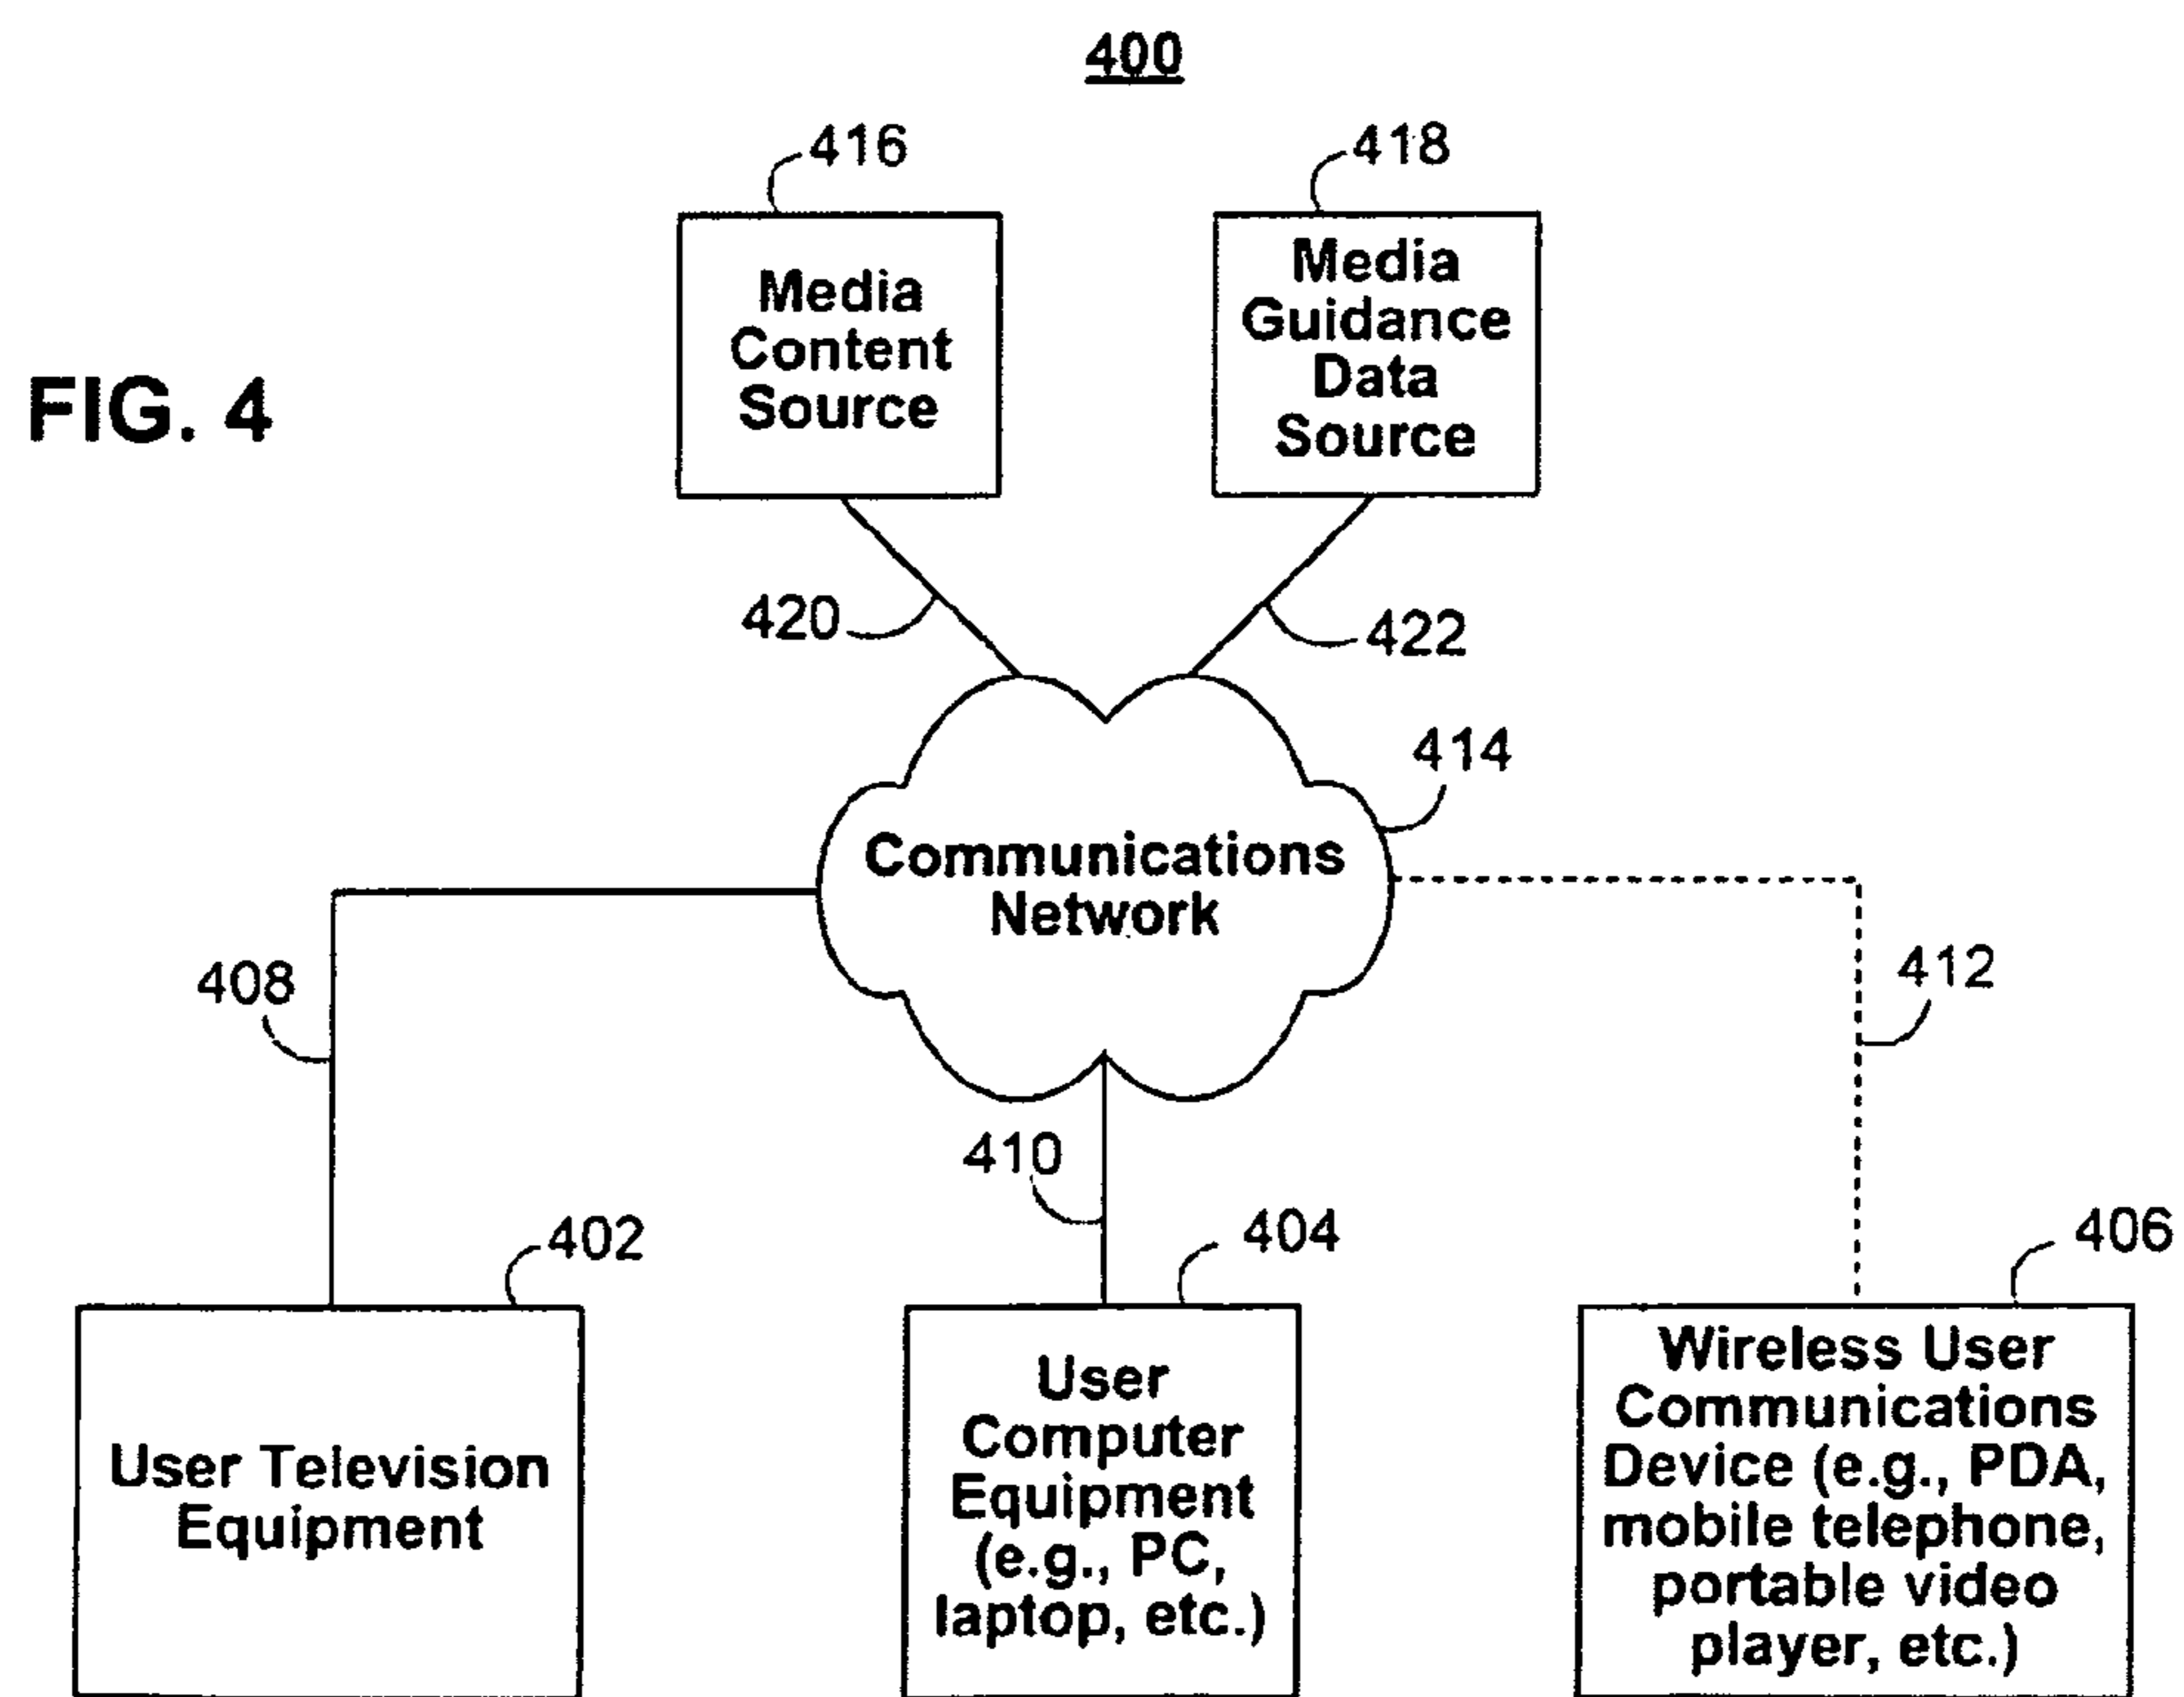 400
416
418
Media
Content
Source
Media
Guidance
Data
Source
FIG. 4
420
422
414
Communications
Network
408
412
410
402
404
406
User Television
Equipment
User
Computer
Equipment
(e.g., PC,
laptop, etc.)
Wireless User
Communications
Device (e.g., PDA,
mobile telephone,
portable video
player, etc.)